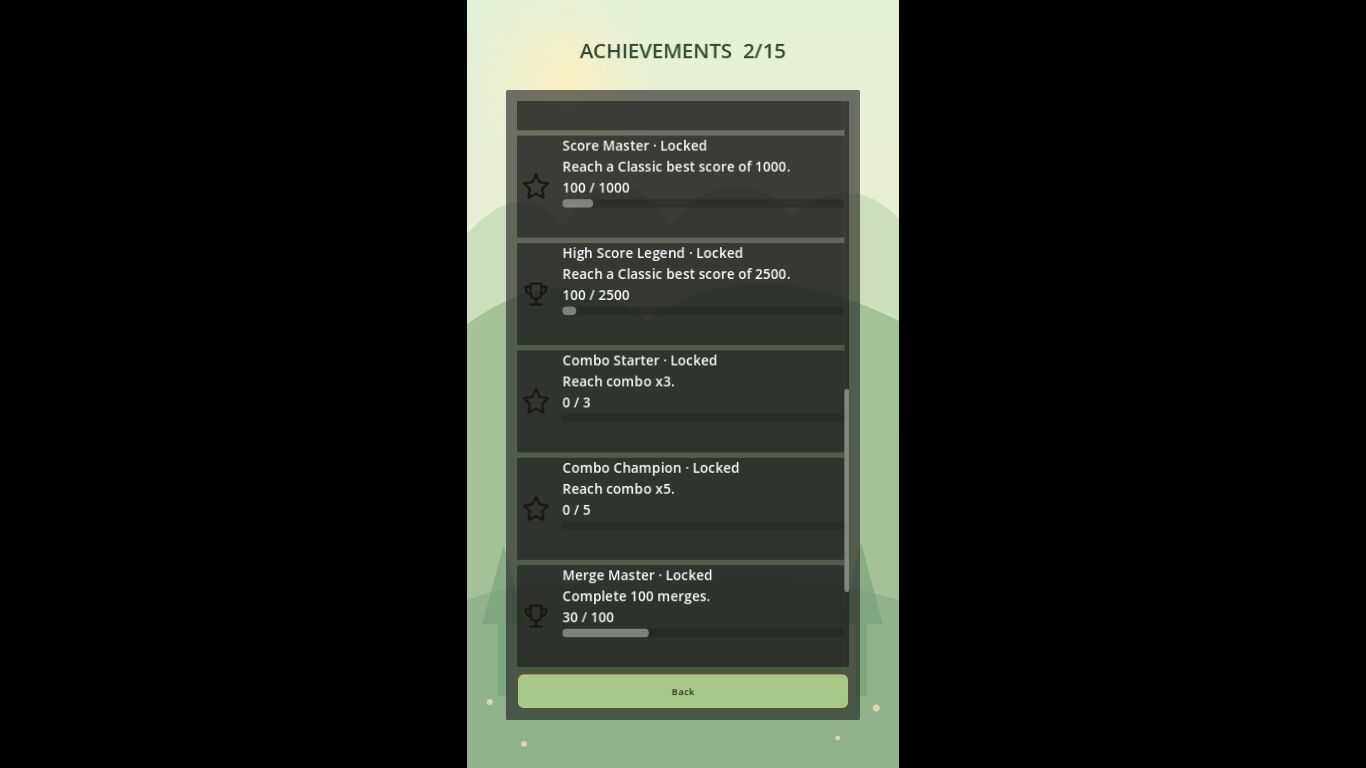 ACHIEVEMENTS 2/15
Score Master · Locked
Reach a Classic best score of 1000.
100 / 1000
High Score Legend · Locked
Reach a Classic best score of 2500.
100 / 2500
Combo Starter · Locked
Reach combo x3.
0 / 3
Combo Champion · Locked
Reach combo x5.
0 / 5
Merge Master · Locked
Complete 100 merges.
30 / 100
Back